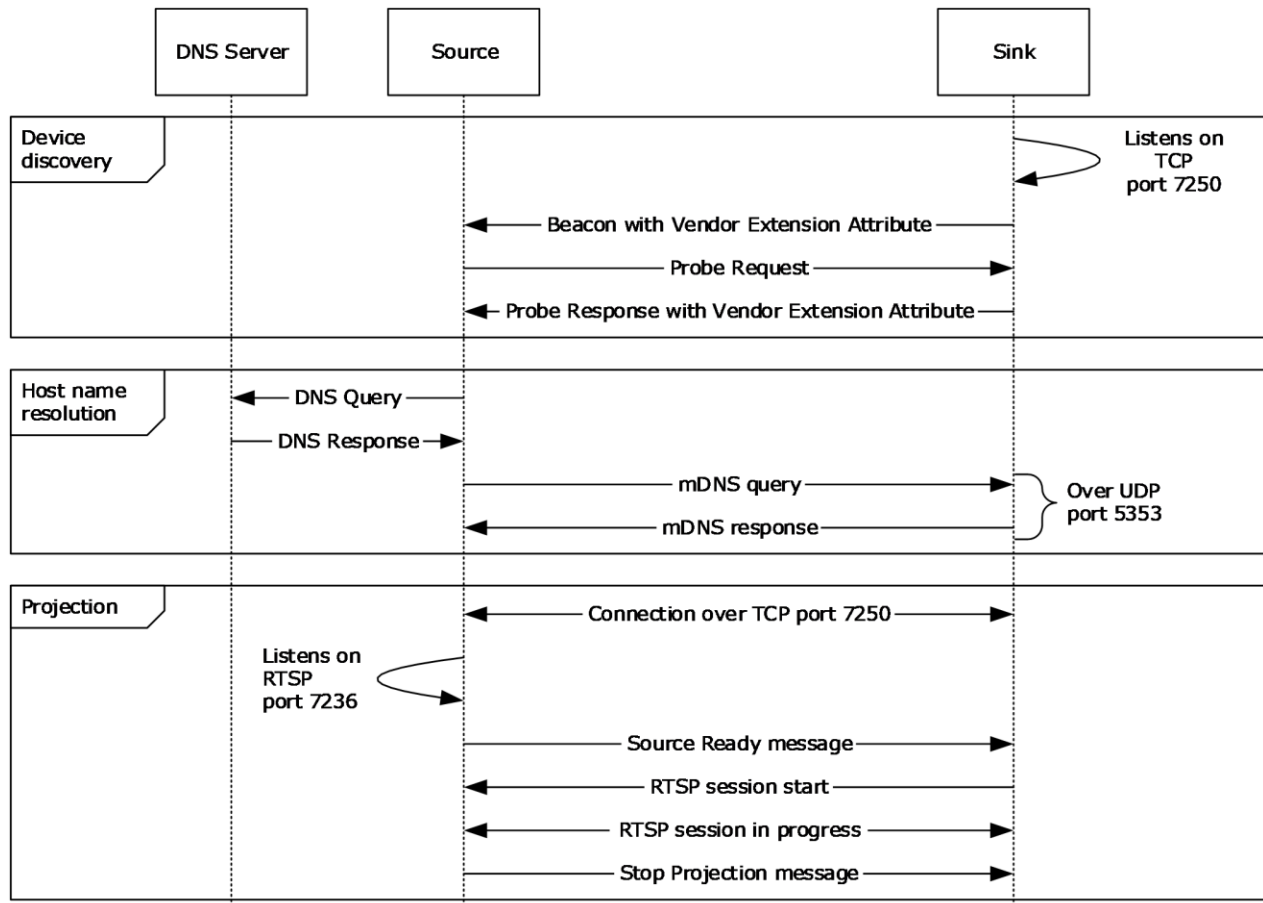 DNS Server
Source
Sink
Device
discovery
Listens on
TCP
port 7250
Beacon with Vendor Extension Attribute
Probe Request
Probe Response with Vendor Extension Attribute
Host name
resolution
DNS Query
DNS Response
mDNS query
Over UDP
port 5353
mDNS response
Projection
Connection over TCP port 7250
Listens on
RTSP
port 7236
Source Ready message
RTSP session start
RTSP session in progress
Stop Projection message